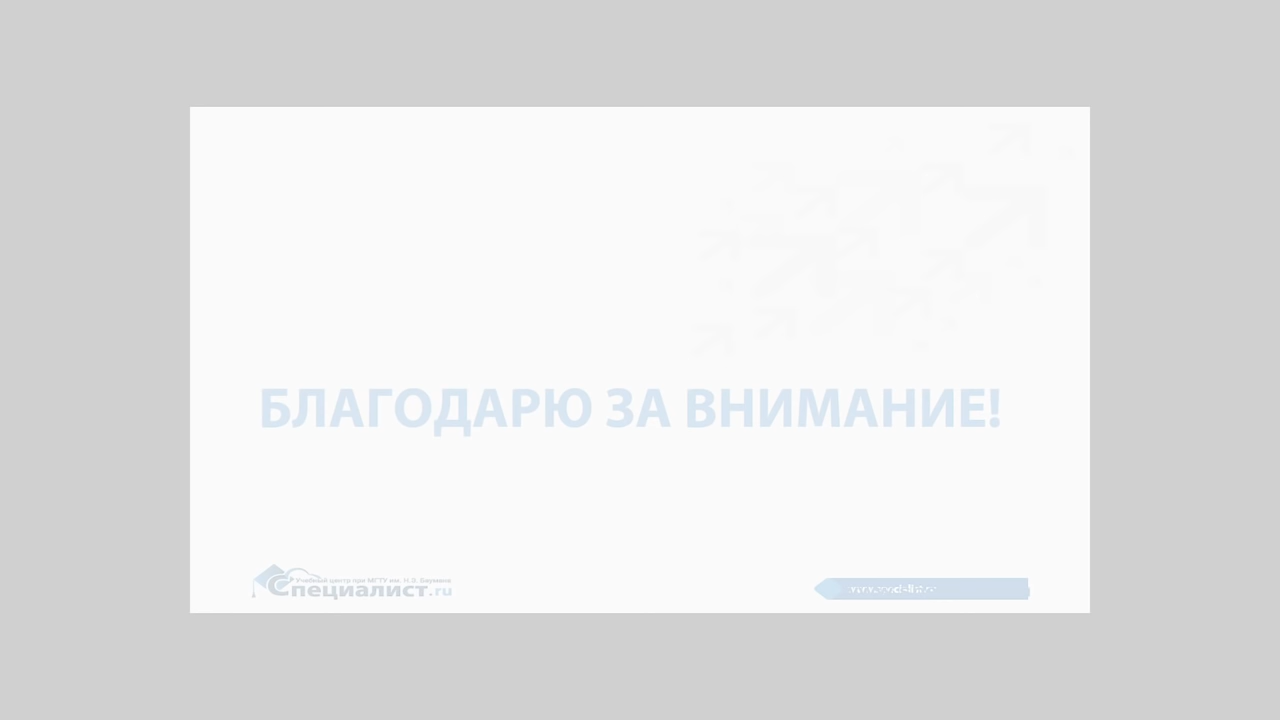 БЛАГОДАРЮ ЗА ВНИМАНИЕ!
Учебный центр при МГТУ им. Н.Э. Баумана
Специалист.ru